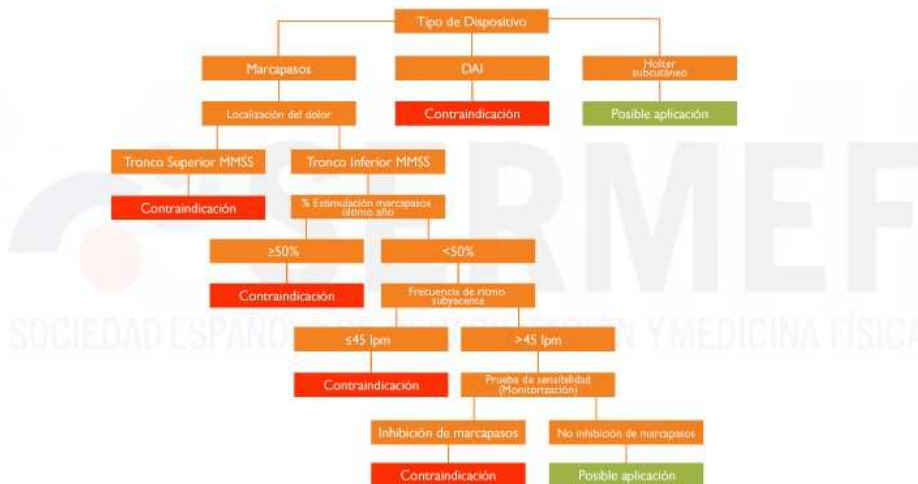 Tipo de Dispositivo
Marcapasos
DAI
Holter
subcutáneo
Localización del dolor
Contraindicación
Posible aplicación
Tronco Superior MMSS
Tronco Inferior MMSS
Contraindicación
% Estimulación marcapasos
último año
≥50%
<50%
Contraindicación
Frecuencia de ritmo
subyacente
≤45 lpm
>45 lpm
Contraindicación
Prueba de sensibilidad
(Monitorización)
Inhibición de marcapasos
No inhibición de marcapasos
Contraindicación
Posible aplicación
SERMEF
SOCIEDAD ESPAÑOLA DE REHABILITACIÓN Y MEDICINA FÍSICA